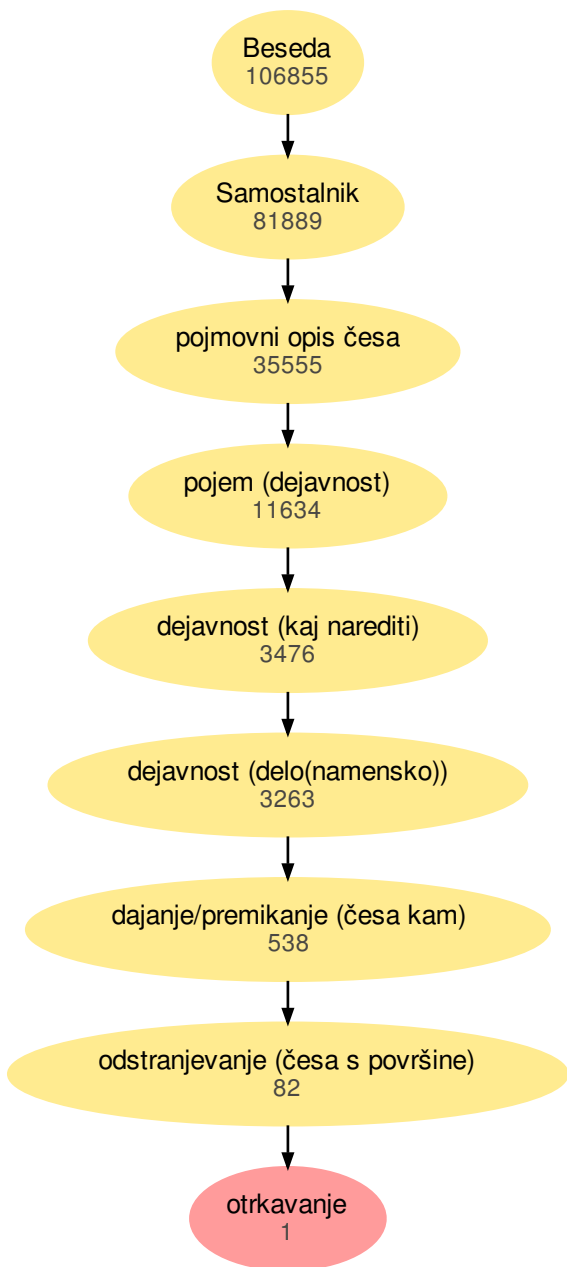 Beseda
106855
Samostalnik
81889
pojmovni opis česa
35555
pojem (dejavnost)
11634
dejavnost (kaj narediti)
3476
dejavnost (delo(namensko))
3263
dajanje/premikanje (česa kam)
538
odstranjevanje (česa s površine)
82
otrkavanje
1